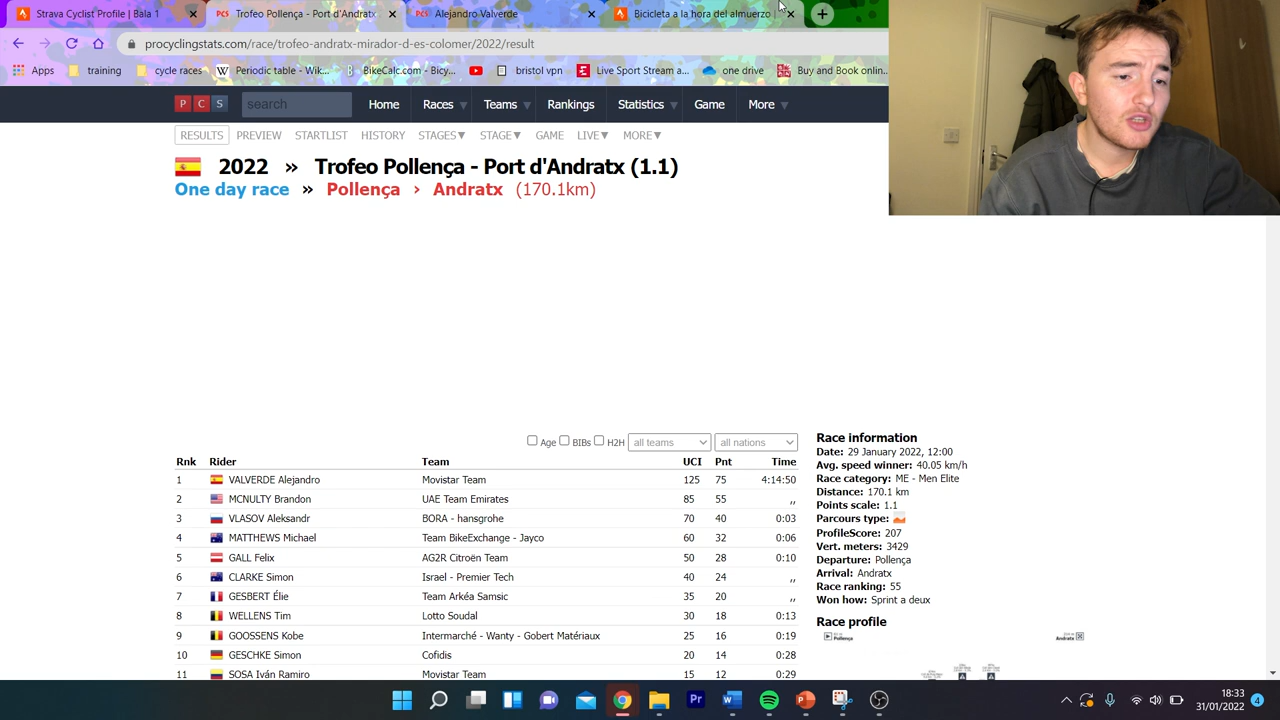 Strava Cyclist Profile | Bala 1
PCS Trofeo Pollença - Port d'Andratx
PCS Alejandro Valverde
Bicicleta a la hora del almuerzo |
procyclingstats.com/race/trofeo-andratx-mirador-d-es-colomer/2022/result
Apps training cycle races Periodic table - Wik... BikeCalc.com - Bicy... bristol vpn Live Sport Stream a... one drive Buy and Book onlin...
P C S search Home Races Teams Rankings Statistics Game More
RESULTS PREVIEW STARTLIST HISTORY STAGES▼ STAGE▼ GAME LIVE▼ MORE▼
2022 » Trofeo Pollença - Port d'Andratx (1.1)
One day race » Pollença › Andratx (170.1km)
Age BIBs H2H all teams all nations
Rnk Rider Team UCI Pnt Time
1 VALVERDE Alejandro Movistar Team 125 75 4:14:50
2 MCNULTY Brandon UAE Team Emirates 85 55 ,,
3 VLASOV Aleksandr BORA - hansgrohe 70 40 0:03
4 MATTHEWS Michael Team BikeExchange - Jayco 60 32 0:06
5 GALL Felix AG2R Citroën Team 50 28 0:10
6 CLARKE Simon Israel - Premier Tech 40 24 ,,
7 GESBERT Élie Team Arkéa Samsic 35 20 ,,
8 WELLENS Tim Lotto Soudal 30 18 0:13
9 GOOSSENS Kobe Intermarché - Wanty - Gobert Matériaux 25 16 0:19
10 GESCHKE Simon Cofidis 20 14 0:28
11 SOSA Iván Ramiro Movistar Team 15 12 0:29
Race information
Date: 29 January 2022, 12:00
Avg. speed winner: 40.05 km/h
Race category: ME - Men Elite
Distance: 170.1 km
Points scale: 1.1
Parcours type:
ProfileScore: 207
Vert. meters: 3429
Departure: Pollença
Arrival: Andratx
Race ranking: 55
Won how: Sprint a deux
Race profile
Pollença
Andratx
18:33
31/01/2022
4